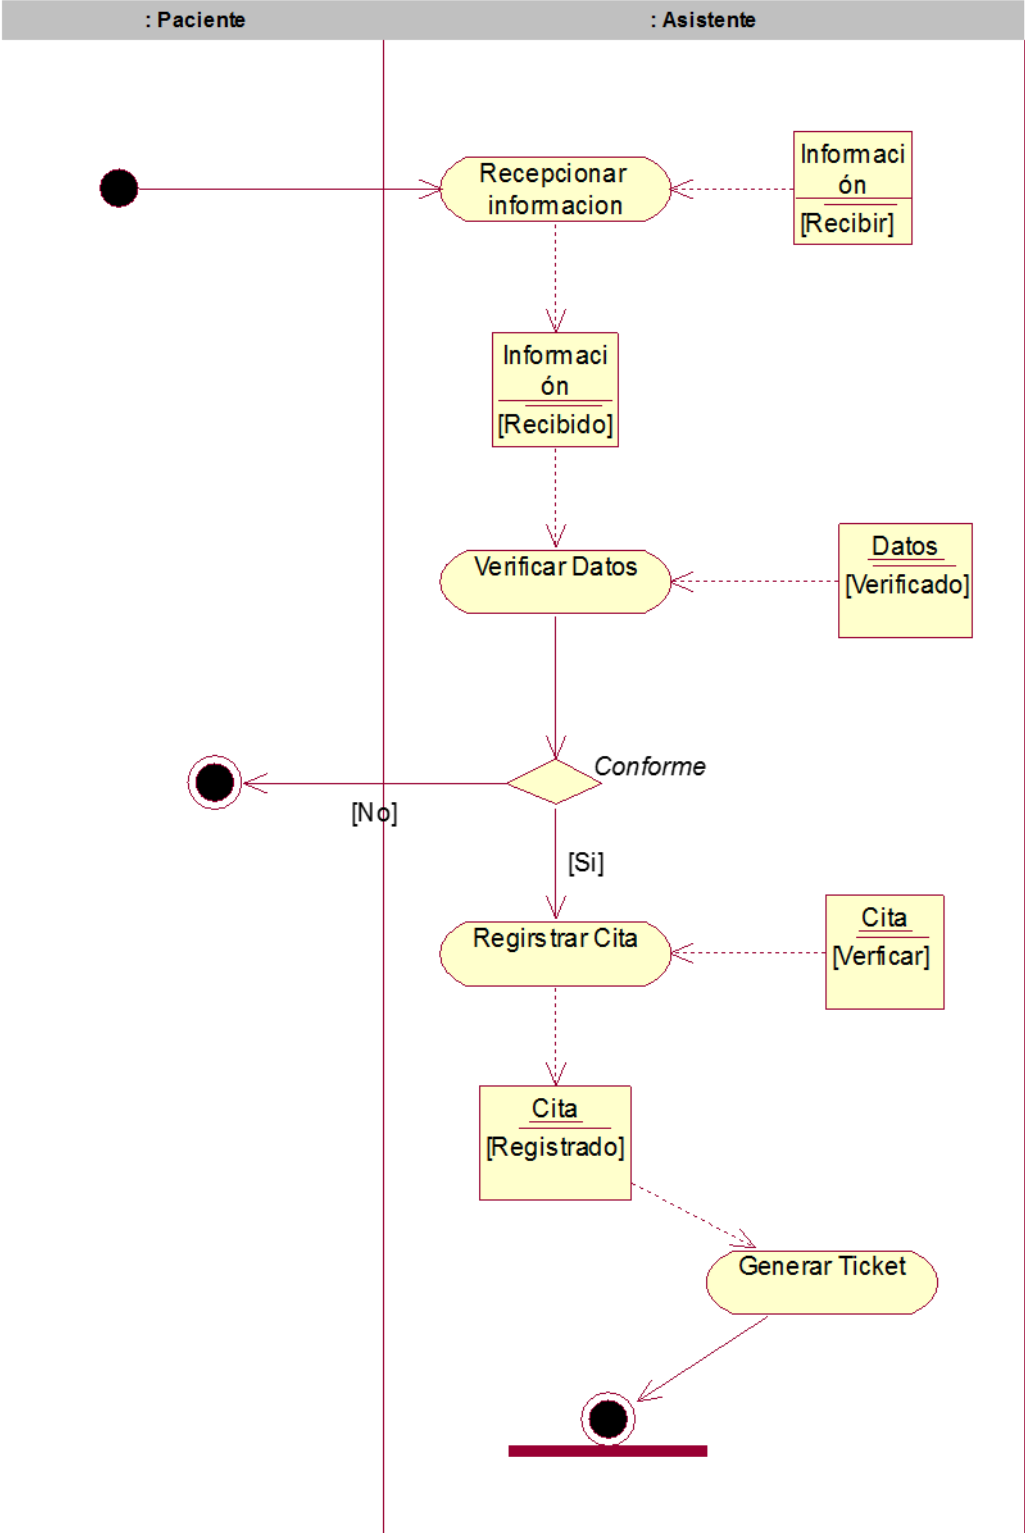 : Paciente
: Asistente
Recepcionar
informacion
Informaci
ón
[Recibir]
Informaci
ón
[Recibido]
Verificar Datos
Datos
[Verificado]
Conforme
[No]
[Si]
Regirstrar Cita
Cita
[Verficar]
Cita
[Registrado]
Generar Ticket